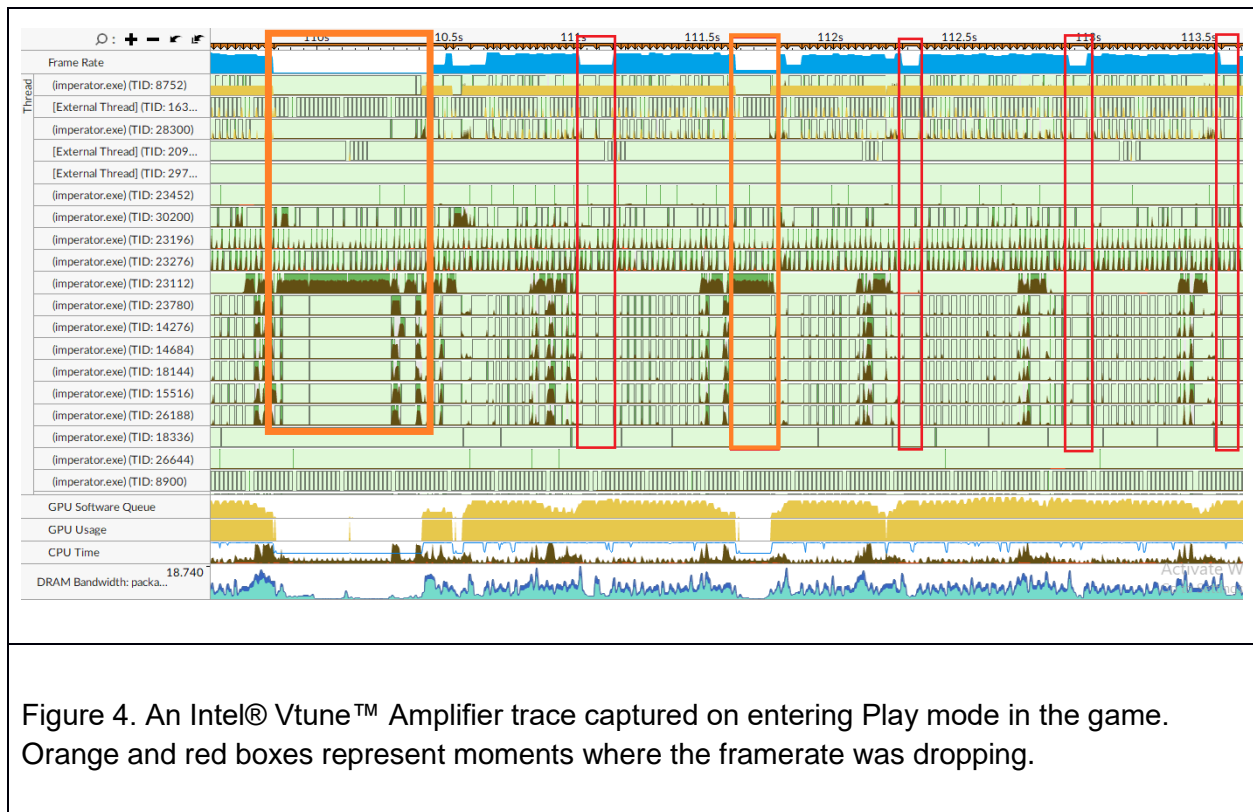 110s 10.5s 111s 111.5s 112s 112.5s 113s 113.5s
Frame Rate
Thread
(imperator.exe) (TID: 8752)
[External Thread] (TID: 163...
(imperator.exe) (TID: 28300)
[External Thread] (TID: 209...
[External Thread] (TID: 297...
(imperator.exe) (TID: 23452)
(imperator.exe) (TID: 30200)
(imperator.exe) (TID: 23196)
(imperator.exe) (TID: 23276)
(imperator.exe) (TID: 23112)
(imperator.exe) (TID: 23780)
(imperator.exe) (TID: 14276)
(imperator.exe) (TID: 14684)
(imperator.exe) (TID: 18144)
(imperator.exe) (TID: 15516)
(imperator.exe) (TID: 26188)
(imperator.exe) (TID: 18336)
(imperator.exe) (TID: 26644)
(imperator.exe) (TID: 8900)
GPU Software Queue
GPU Usage
CPU Time
Activate W
18.740
DRAM Bandwidth: packa...
Figure 4. An Intel® Vtune™ Amplifier trace captured on entering Play mode in the game.
Orange and red boxes represent moments where the framerate was dropping.